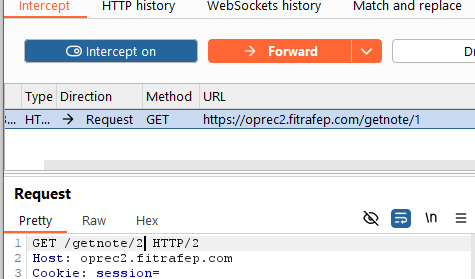 Intercept HTTP history WebSockets history Match and replace
Intercept on Forward
Type Direction Method URL
HT... Request GET https://oprec2.fitrafep.com/getnote/1
Request
Pretty Raw Hex \n
1 GET /getnote/2 HTTP/2
2 Host: oprec2.fitrafep.com
3 Cookie: session=